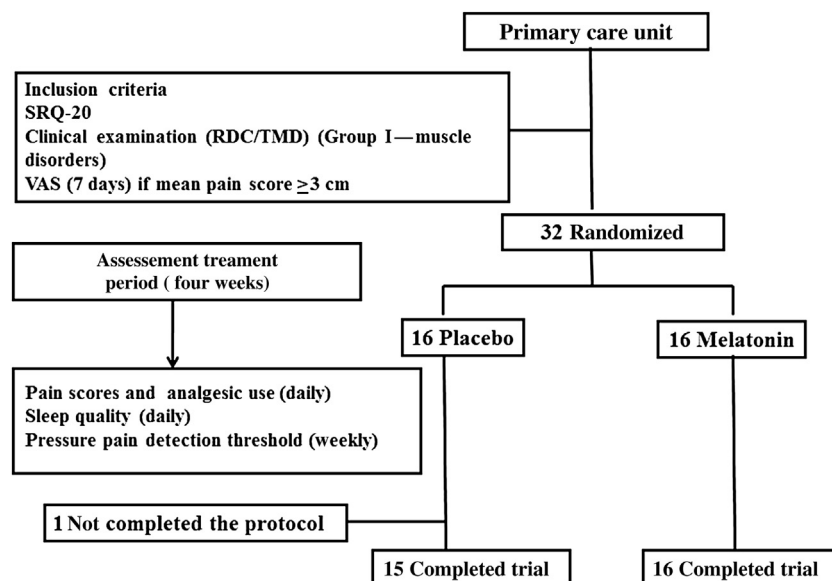 Primary care unit
Inclusion criteria
SRQ-20
Clinical examination (RDC/TMD) (Group I—muscle
disorders)
VAS (7 days) if mean pain score ≥3 cm
32 Randomized
Assessement treament
period ( four weeks)
16 Placebo
16 Melatonin
Pain scores and analgesic use (daily)
Sleep quality (daily)
Pressure pain detection threshold (weekly)
1 Not completed the protocol
15 Completed trial
16 Completed trial